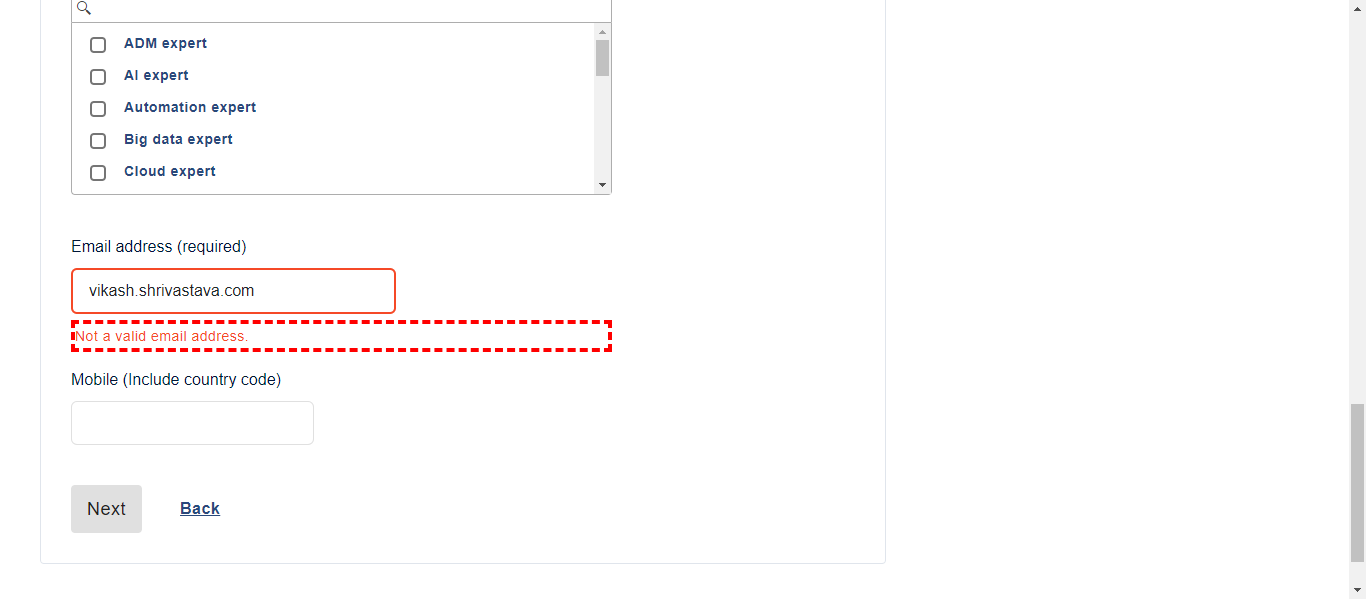 ADM expert
AI expert
Automation expert
Big data expert
Cloud expert
Email address (required)
vikash.shrivastava.com
Not a valid email address.
Mobile (Include country code)
Next Back